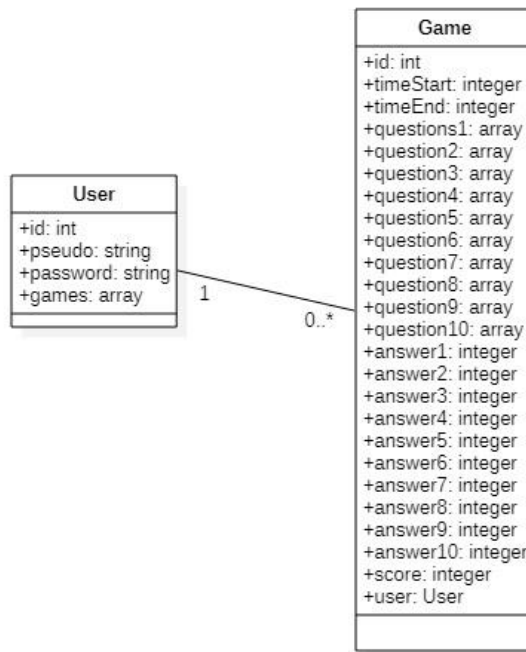 Game
+id: int
+timeStart: integer
+timeEnd: integer
+questions1: array
+question2: array
+question3: array
+question4: array
+question5: array
+question6: array
+question7: array
+question8: array
+question9: array
+question10: array
+answer1: integer
+answer2: integer
+answer3: integer
+answer4: integer
+answer5: integer
+answer6: integer
+answer7: integer
+answer8: integer
+answer9: integer
+answer10: integer
+score: integer
+user: User
User
+id: int
+pseudo: string
+password: string
+games: array
1
0..*